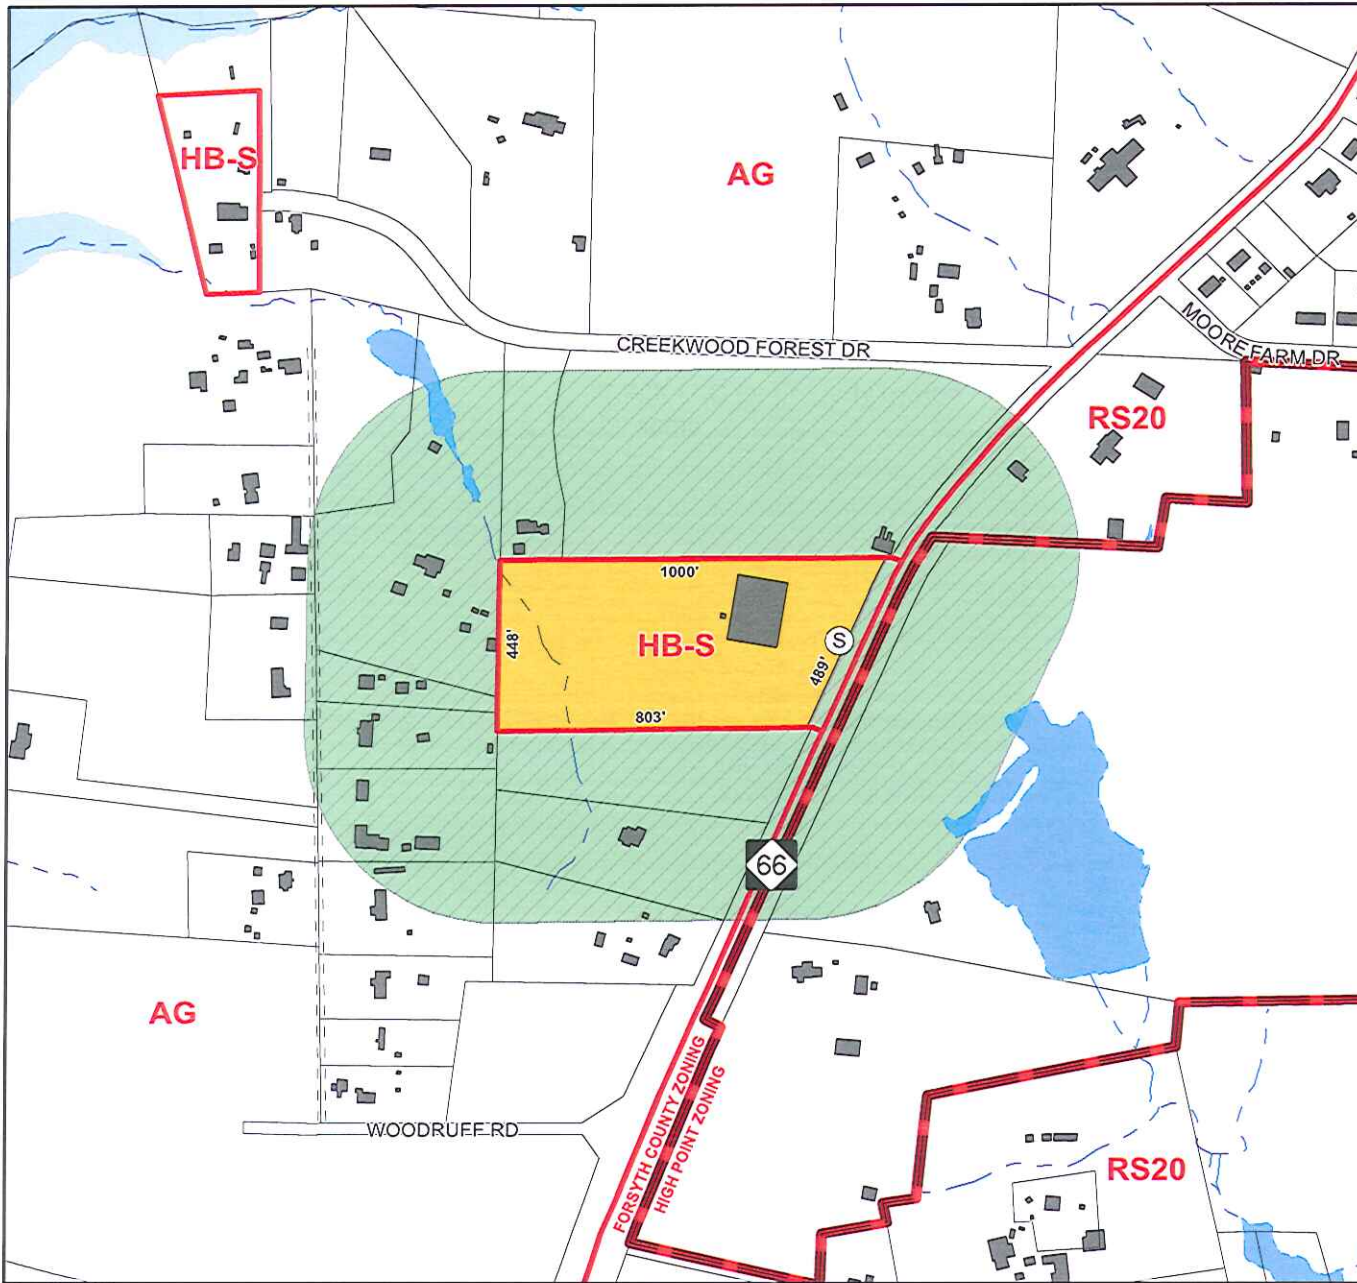 HB-S
AG
CREEKWOOD FOREST DR
MOORE FARM DR
RS20
1000'
448'
HB-S
S
489'
803'
66
AG
FORSYTH COUNTY ZONING
HIGH POINT ZONING
WOODRUFF RD
RS20